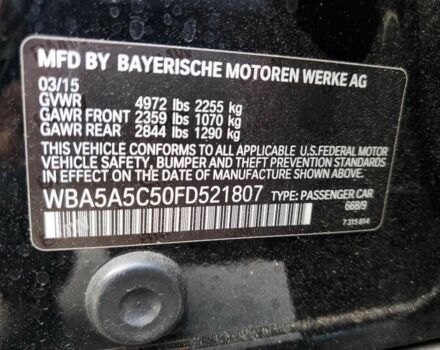 MFD BY BAYERISCHE MOTOREN WERKE AG
03/15
GVWR 4972 lbs 2255 kg
GAWR FRONT 2359 lbs 1070 kg
GAWR REAR 2844 lbs 1290 kg
THIS VEHICLE CONFORMS TO ALL APPLICABLE U.S.FEDERAL MOTOR
VEHICLE SAFETY, BUMPER AND THEFT PREVENTION STANDARDS
IN EFFECT ON THE DATE OF MANUFACTURE SHOWN ABOVE.
WBA5A5C50FD521807 TYPE: PASSENGER CAR
668/9
7315814